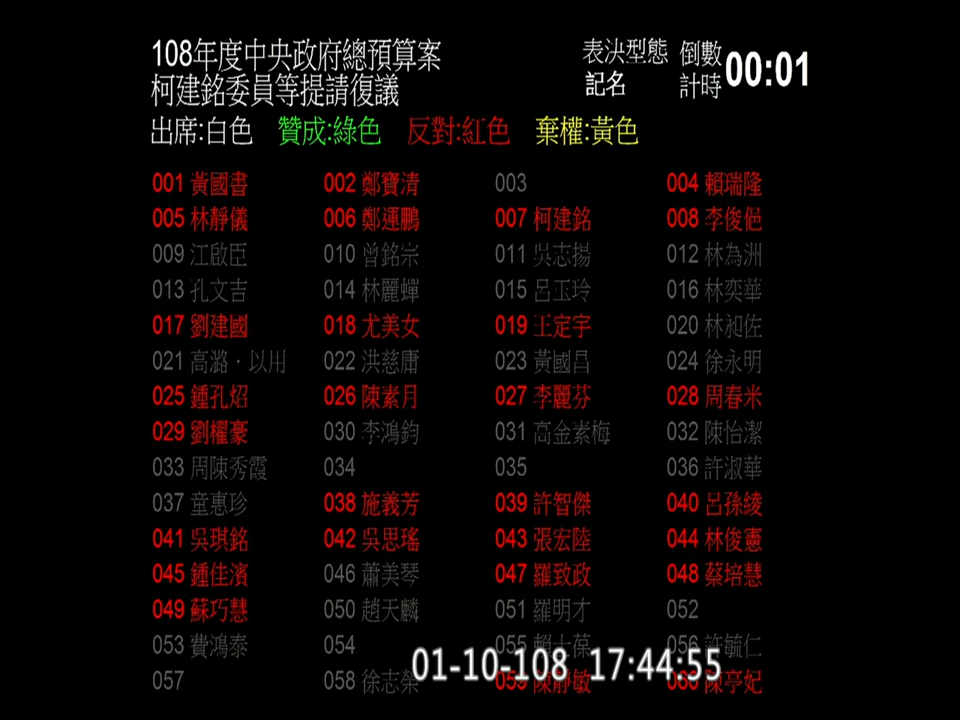 108年度中央政府總預算案
柯建銘委員等提請復議
表決型態
記名
倒數
計時
00:01
出席:白色 贊成:綠色 反對:紅色 棄權:黃色
001 黃國書 002 鄭寶清 003 004 賴瑞隆
005 林靜儀 006 鄭運鵬 007 柯建銘 008 李俊俋
009 江啟臣 010 曾銘宗 011 吳志揚 012 林為洲
013 孔文吉 014 林麗蟬 015 呂玉玲 016 林奕華
017 劉建國 018 尤美女 019 王定宇 020 林昶佐
021 高潞．以用 022 洪慈庸 023 黃國昌 024 徐永明
025 鍾孔炤 026 陳素月 027 李麗芬 028 周春米
029 劉櫂豪 030 李鴻鈞 031 高金素梅 032 陳怡潔
033 周陳秀霞 034 035 036 許淑華
037 童惠珍 038 施義芳 039 許智傑 040 呂孫綾
041 吳琪銘 042 吳思瑤 043 張宏陸 044 林俊憲
045 鍾佳濱 046 蕭美琴 047 羅致政 048 蔡培慧
049 蘇巧慧 050 趙天麟 051 羅明才 052
053 費鴻泰 054 055 賴士葆 056 許毓仁
057 058 徐志榮 059 陳靜敏 060 陳亭妃
01-10-108 17:44:55